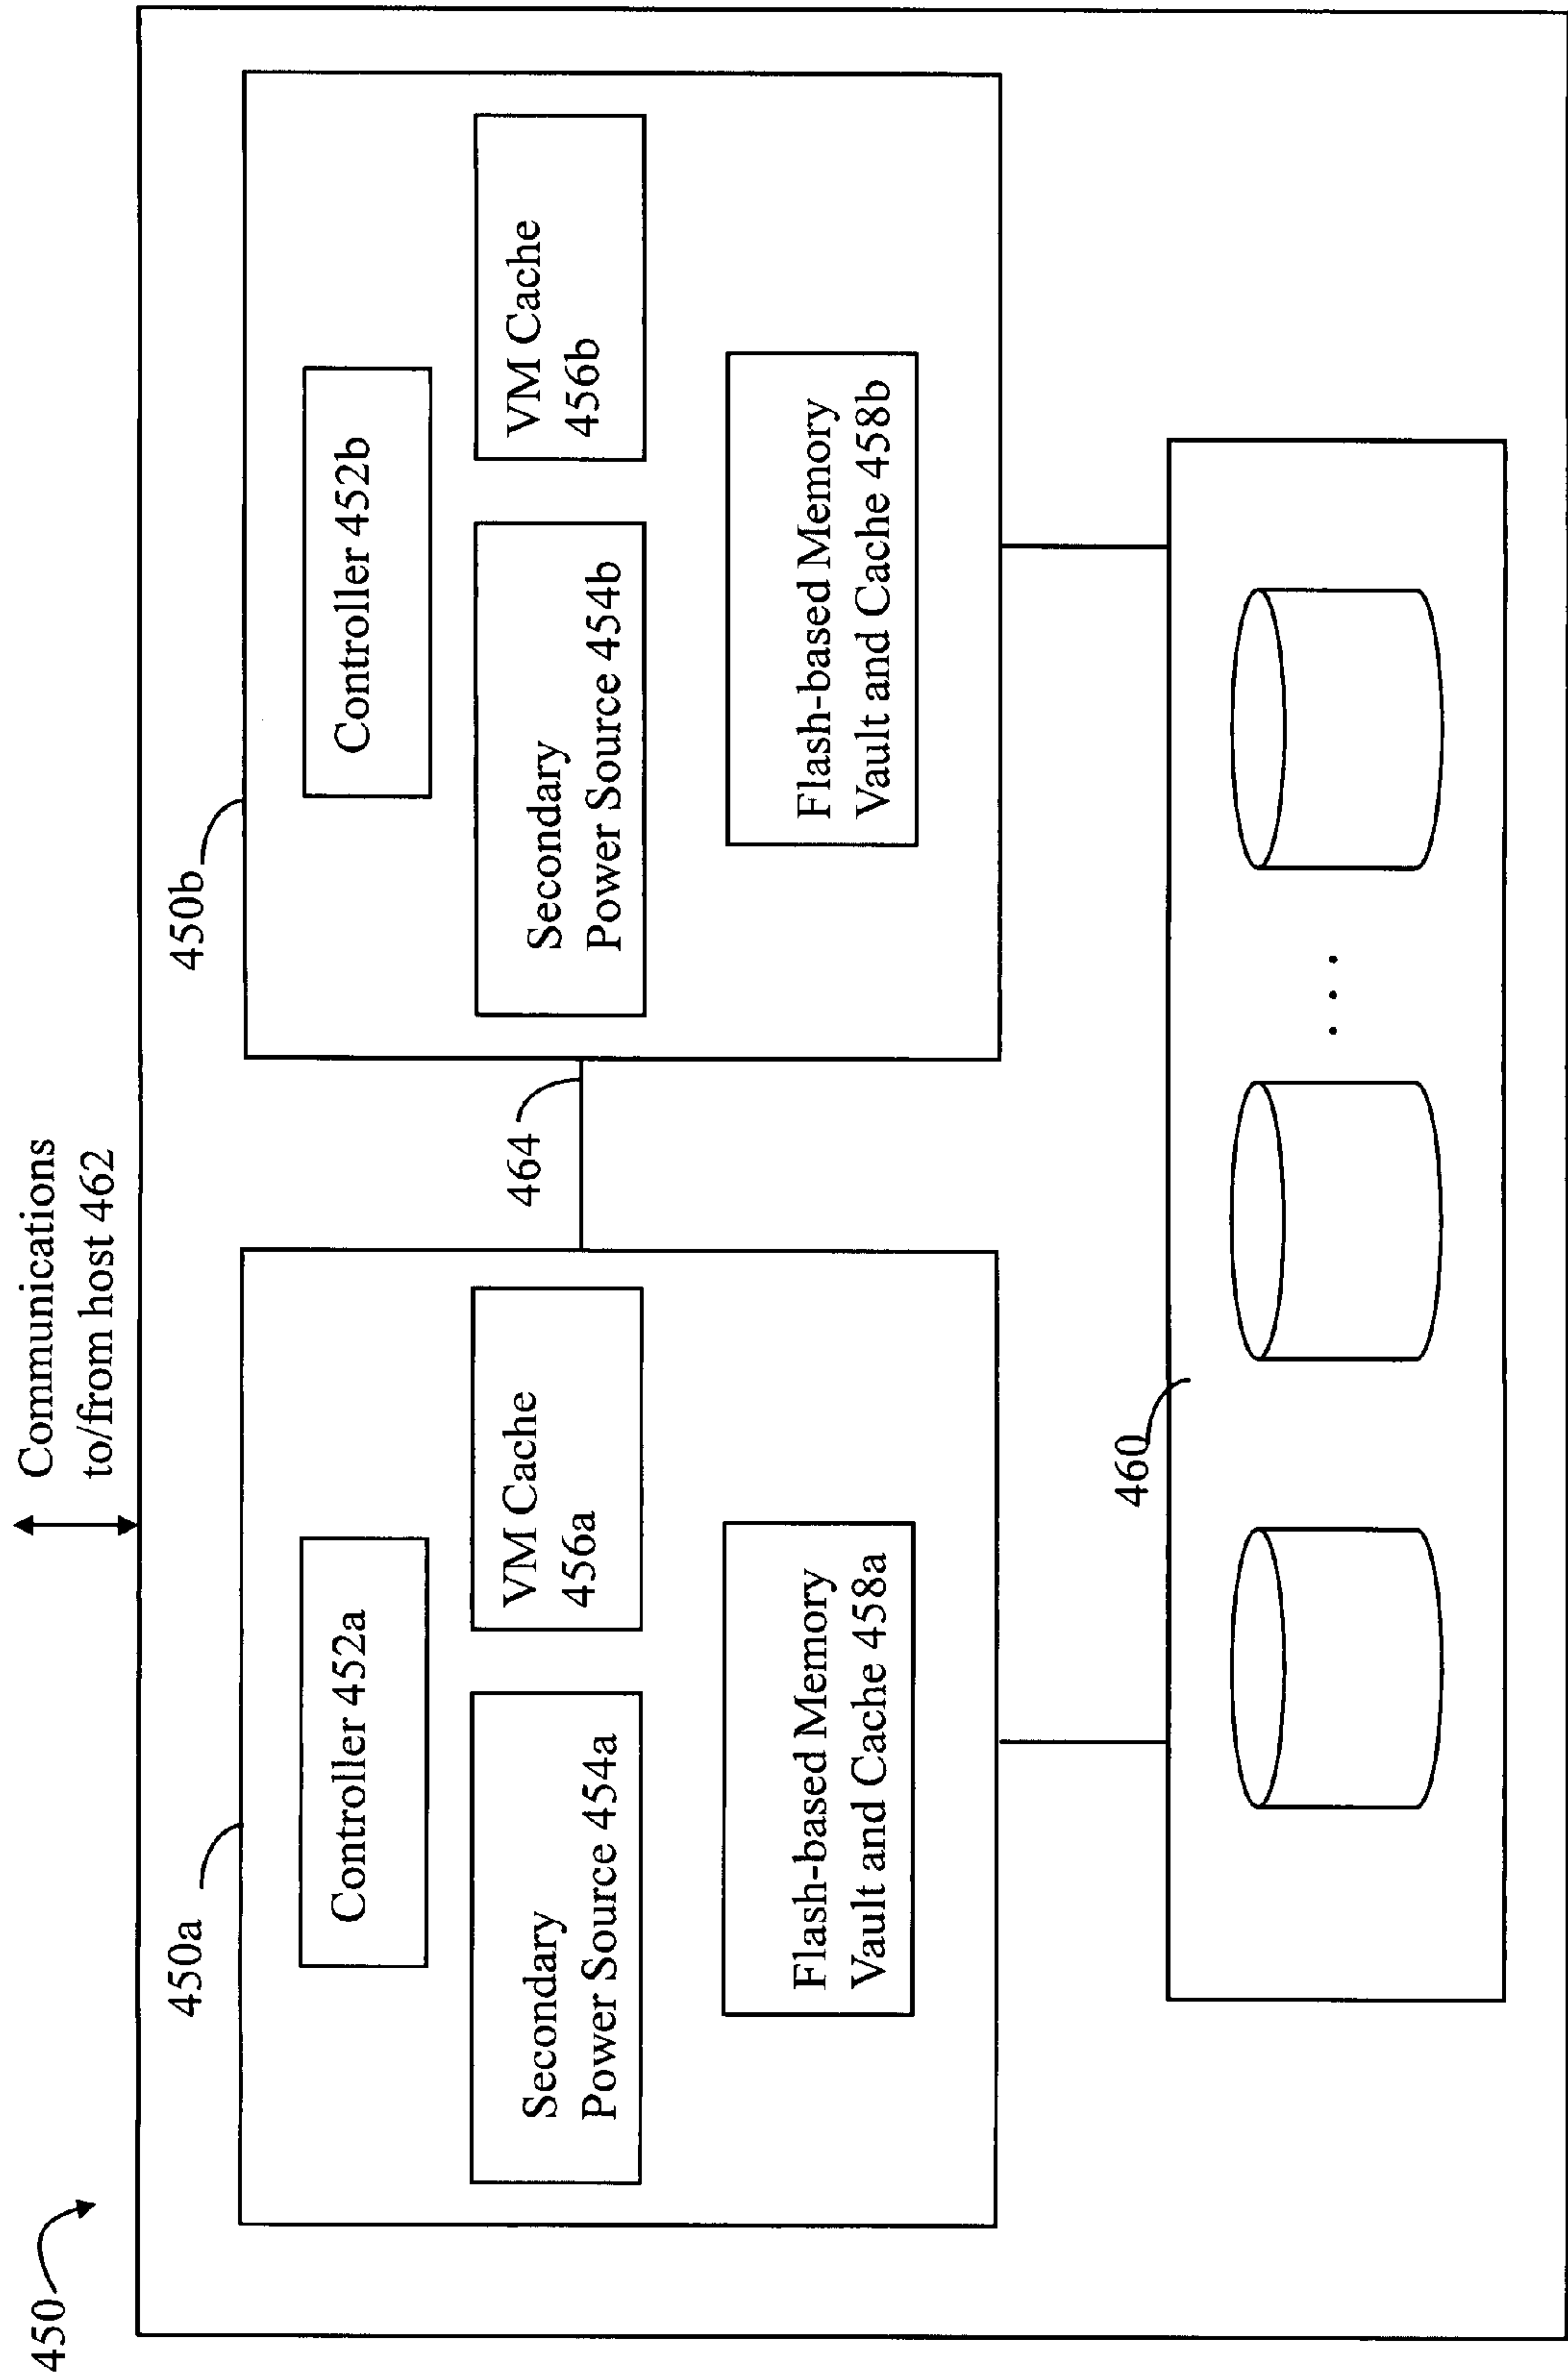 450
Communications
to/from host 462
450a
Controller 452a
Secondary
Power Source 454a
VM Cache
456a
Flash-based Memory
Vault and Cache 458a
464
450b
Controller 452b
Secondary
Power Source 454b
VM Cache
456b
Flash-based Memory
Vault and Cache 458b
460
. . .